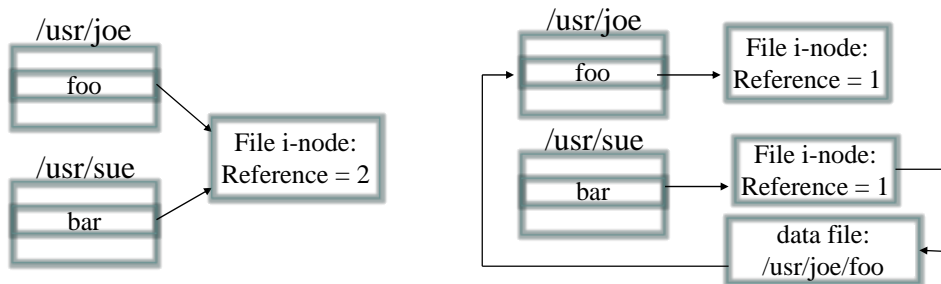 /usr/joe
foo
/usr/sue
bar
File i-node:
Reference = 2
/usr/joe
foo
File i-node:
Reference = 1
/usr/sue
bar
File i-node:
Reference = 1
data file:
/usr/joe/foo